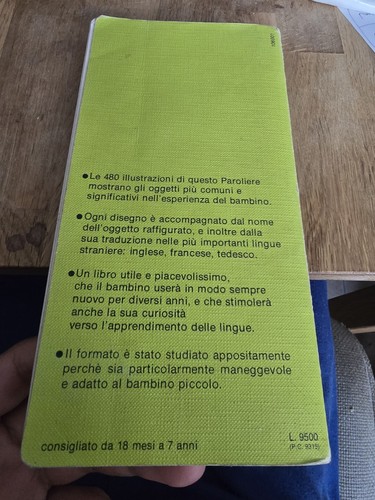 ●Le 480 illustrazioni di questo Paroliere
mostrano gli oggetti più comuni e
significativi nell'esperienza del bambino.
●Ogni disegno è accompagnato dal nome
dell'oggetto raffigurato, e inoltre dalla
sua traduzione nelle più importanti lingue
straniere: inglese, francese, tedesco.
●Un libro utile e piacevolissimo,
che il bambino userà in modo sempre
nuovo per diversi anni, e che stimolerà
anche la sua curiosità
verso l'apprendimento delle lingue.
●Il formato è stato studiato appositamente
perchè sia particolarmente maneggevole
e adatto al bambino piccolo.
consigliato da 18 mesi a 7 anni
L. 9500
(P.C. 9315)